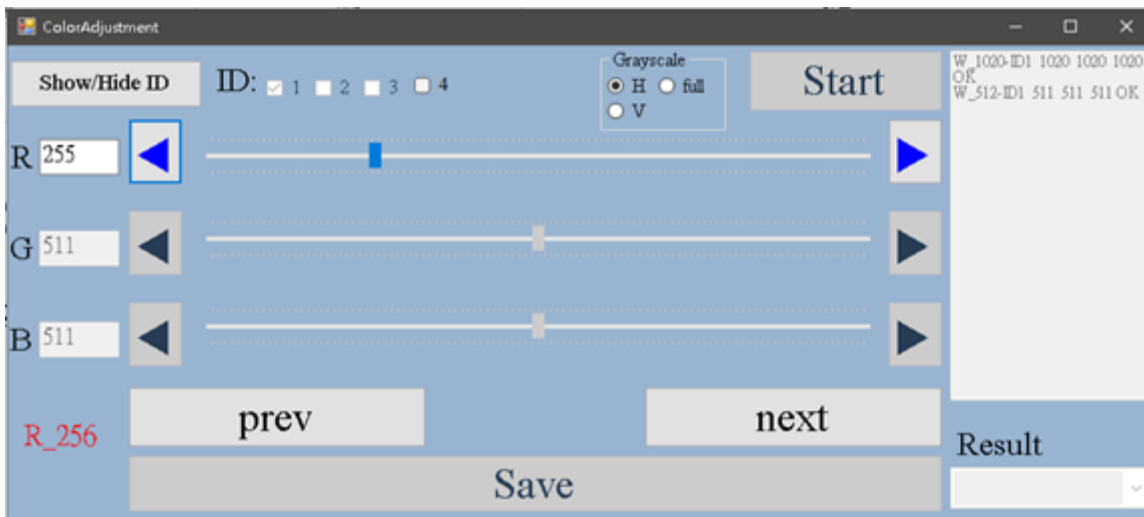 ColorAdjustment
Show/Hide ID
ID: 1 2 3 4
Grayscale
H full
V
Start
W_1020-ID1 1020 1020 1020
OK
W_512-ID1 511 511 511 OK
R 255
G 511
B 511
R_256
prev
next
Save
Result